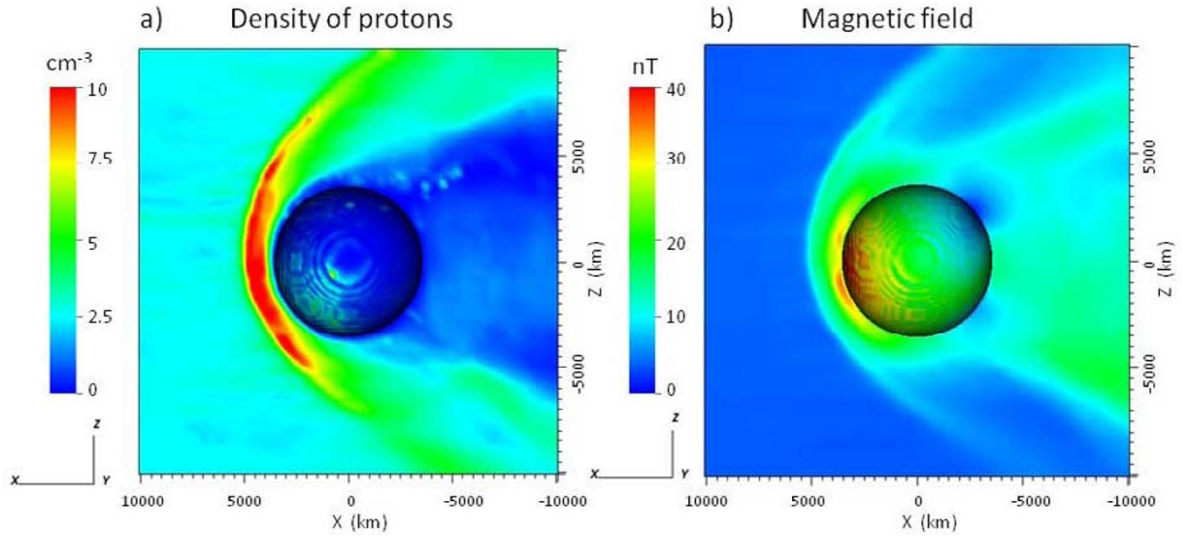 a) Density of protons
cm-3
10
7.5
5
2.5
0
z
x
Y
5000
0
-5000
Z (km)
10000 5000 0 -5000 -10000
X (km)
b) Magnetic field
nT
40
30
20
10
0
z
x
Y
5000
0
-5000
Z (km)
10000 5000 0 -5000 -10000
X (km)